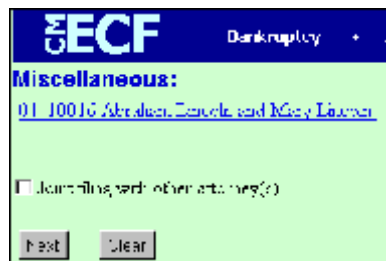 CM ECF Bankruptcy
Miscellaneous:
01-10016 Abraham Lincoln and Mary Lincoln
Joint filing with other attorney(s)
Next Clear